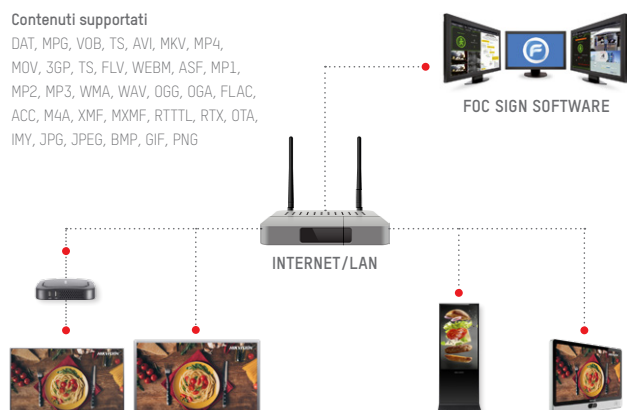 Contenuti supportati
DAT, MPG, VOB, TS, AVI, MKV, MP4,
MOV, 3GP, TS, FLV, WEBM, ASF, MP1,
MP2, MP3, WMA, WAV, OGG, OGA, FLAC,
ACC, M4A, XMF, MXMF, RTTTL, RTX, OTA,
IMY, JPG, JPEG, BMP, GIF, PNG
FOC SIGN SOFTWARE
INTERNET/LAN
HIKVISION
HIKVISION